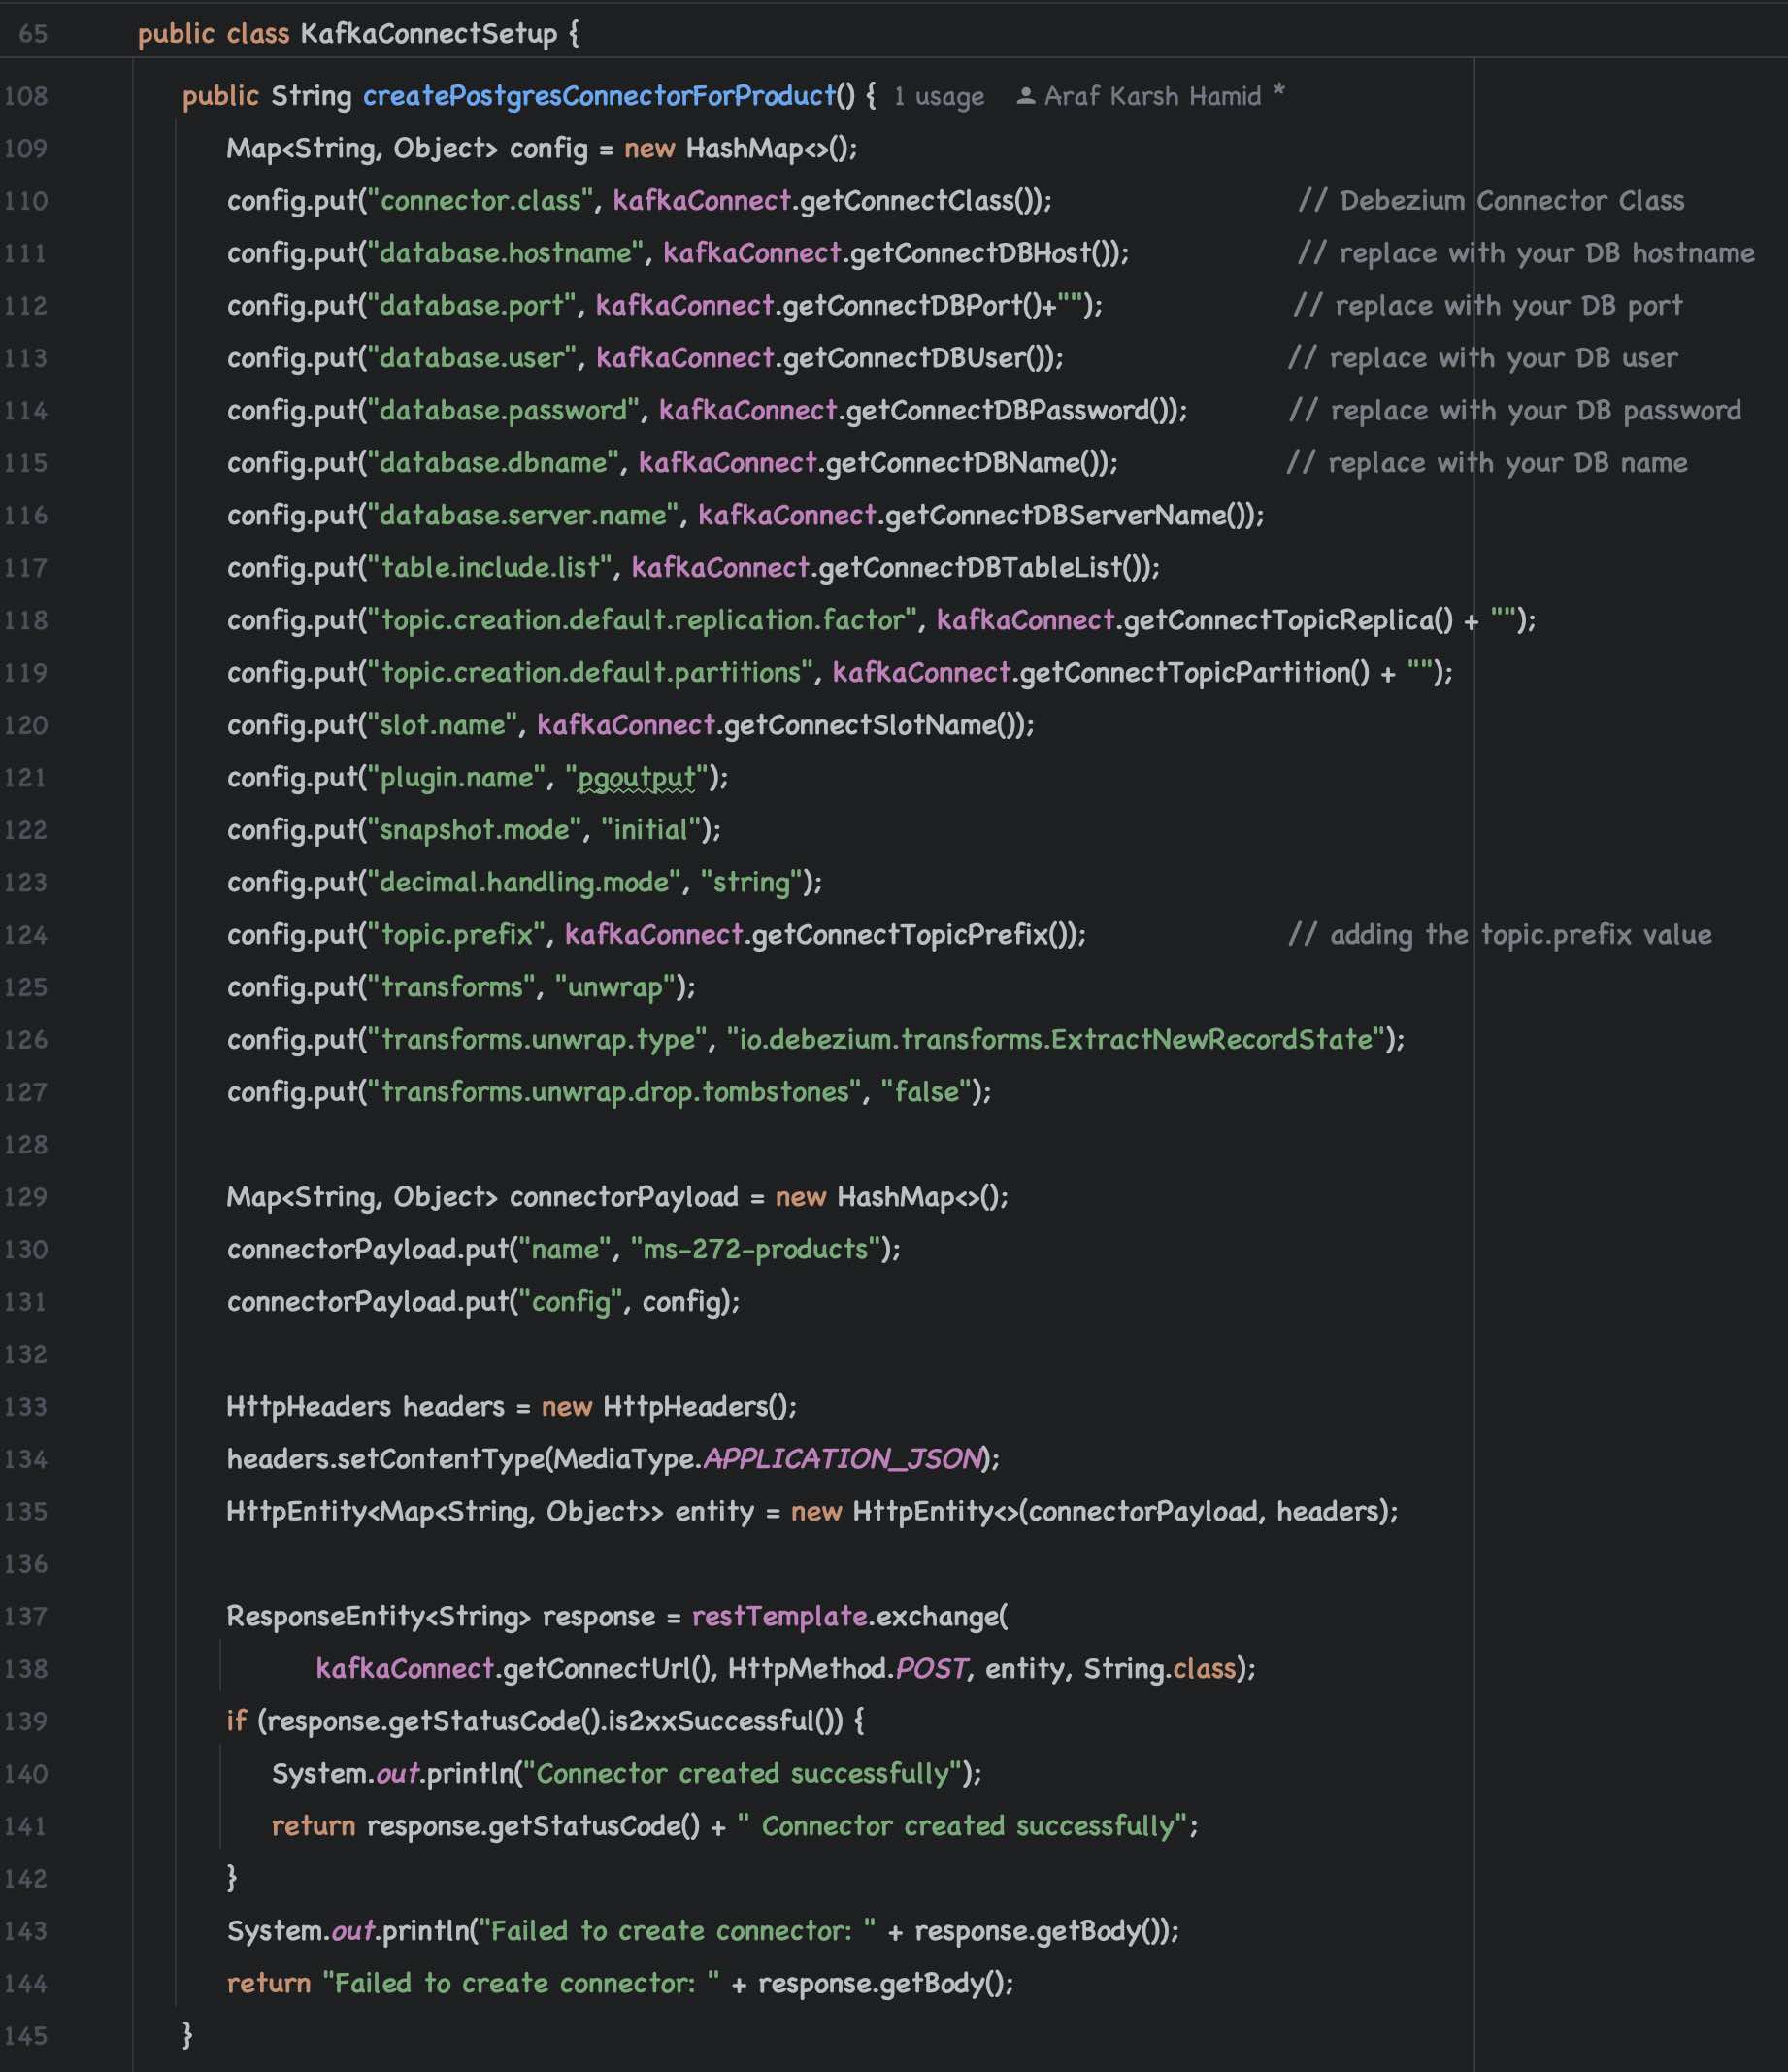 65 public class KafkaConnectSetup {
108 public String createPostgresConnectorForProduct() { 1 usage Araf Karsh Hamid *
109 Map<String, Object> config = new HashMap<>();
110 config.put("connector.class", kafkaConnect.getConnectClass()); // Debezium Connector Class
111 config.put("database.hostname", kafkaConnect.getConnectDBHost()); // replace with your DB hostname
112 config.put("database.port", kafkaConnect.getConnectDBPort()+""); // replace with your DB port
113 config.put("database.user", kafkaConnect.getConnectDBUser()); // replace with your DB user
114 config.put("database.password", kafkaConnect.getConnectDBPassword()); // replace with your DB password
115 config.put("database.dbname", kafkaConnect.getConnectDBName()); // replace with your DB name
116 config.put("database.server.name", kafkaConnect.getConnectDBServerName());
117 config.put("table.include.list", kafkaConnect.getConnectDBTableList());
118 config.put("topic.creation.default.replication.factor", kafkaConnect.getConnectTopicReplica() + "");
119 config.put("topic.creation.default.partitions", kafkaConnect.getConnectTopicPartition() + "");
120 config.put("slot.name", kafkaConnect.getConnectSlotName());
121 config.put("plugin.name", "pgoutput");
122 config.put("snapshot.mode", "initial");
123 config.put("decimal.handling.mode", "string");
124 config.put("topic.prefix", kafkaConnect.getConnectTopicPrefix()); // adding the topic.prefix value
125 config.put("transforms", "unwrap");
126 config.put("transforms.unwrap.type", "io.debezium.transforms.ExtractNewRecordState");
127 config.put("transforms.unwrap.drop.tombstones", "false");
128
129 Map<String, Object> connectorPayload = new HashMap<>();
130 connectorPayload.put("name", "ms-272-products");
131 connectorPayload.put("config", config);
132
133 HttpHeaders headers = new HttpHeaders();
134 headers.setContentType(MediaType.APPLICATION_JSON);
135 HttpEntity<Map<String, Object>> entity = new HttpEntity<>(connectorPayload, headers);
136
137 ResponseEntity<String> response = restTemplate.exchange(
138 kafkaConnect.getConnectUrl(), HttpMethod.POST, entity, String.class);
139 if (response.getStatusCode().is2xxSuccessful()) {
140 System.out.println("Connector created successfully");
141 return response.getStatusCode() + " Connector created successfully";
142 }
143 System.out.println("Failed to create connector: " + response.getBody());
144 return "Failed to create connector: " + response.getBody();
145 }